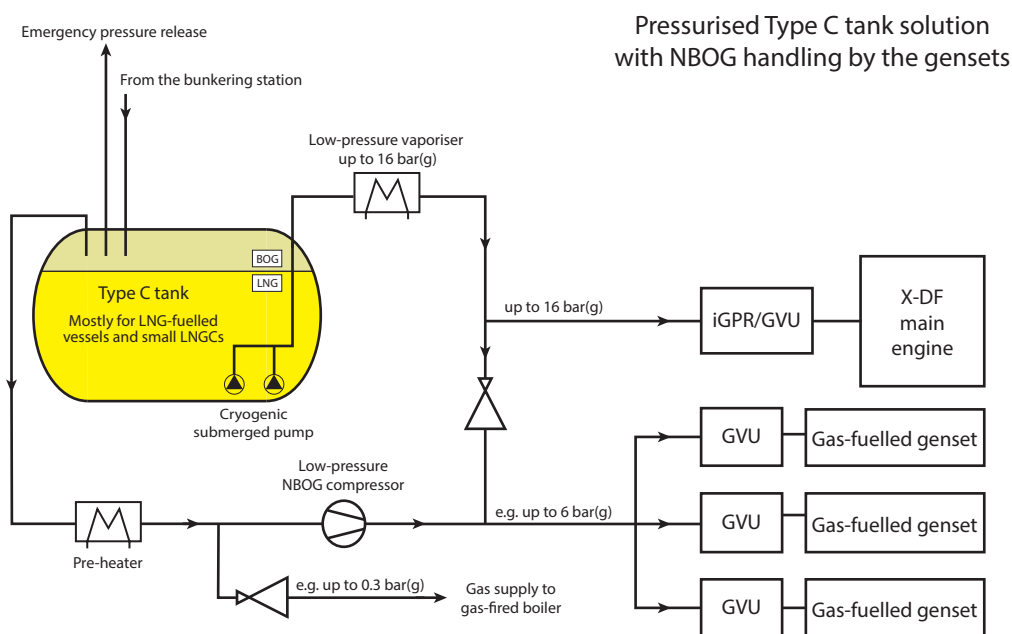 Pressurised Type C tank solution
with NBOG handling by the gensets
Emergency pressure release
From the bunkering station
Low-pressure vaporiser
up to 16 bar(g)
BOG
LNG
Type C tank
Mostly for LNG-fuelled
vessels and small LNGCs
Cryogenic
submerged pump
up to 16 bar(g)
iGPR/GVU
X-DF
main
engine
GVU
Gas-fuelled genset
Low-pressure
NBOG compressor
e.g. up to 6 bar(g)
GVU
Gas-fuelled genset
Pre-heater
e.g. up to 0.3 bar(g)
Gas supply to
gas-fired boiler
GVU
Gas-fuelled genset